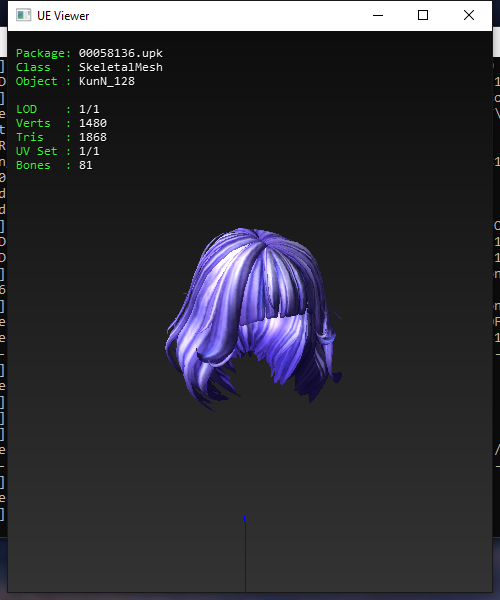 UE Viewer
Package: 00058136.upk
Class : SkeletalMesh
Object : KunN_128
LOD : 1/1
Verts : 1480
Tris : 1868
UV Set : 1/1
Bones : 81